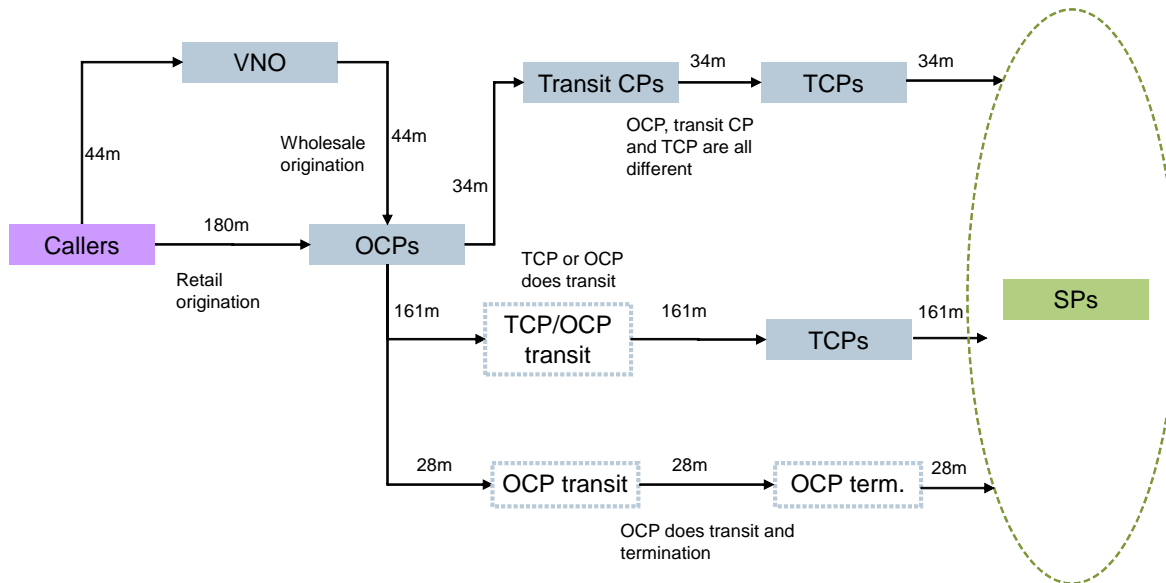 VNO
Transit CPs
34m
TCPs
34m
44m
Wholesale
origination
44m
34m
OCP, transit CP
and TCP are all
different
Callers
180m
OCPs
Retail
origination
TCP or OCP
does transit
161m
TCP/OCP
transit
161m
TCPs
161m
SPs
28m
OCP transit
28m
OCP term.
28m
OCP does transit and
termination